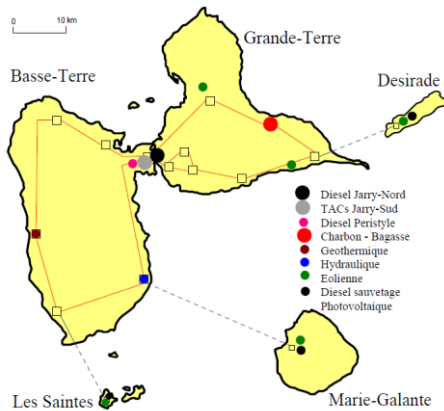 0 10 km
Grande-Terre
Basse-Terre
Desirade
Diesel Jarry-Nord
TACs Jarry-Sud
Diesel Peristyle
Charbon - Bagasse
Geothermique
Hydraulique
Eolienne
Diesel sauvetage
Photovoltaique
Les Saintes
Marie-Galante